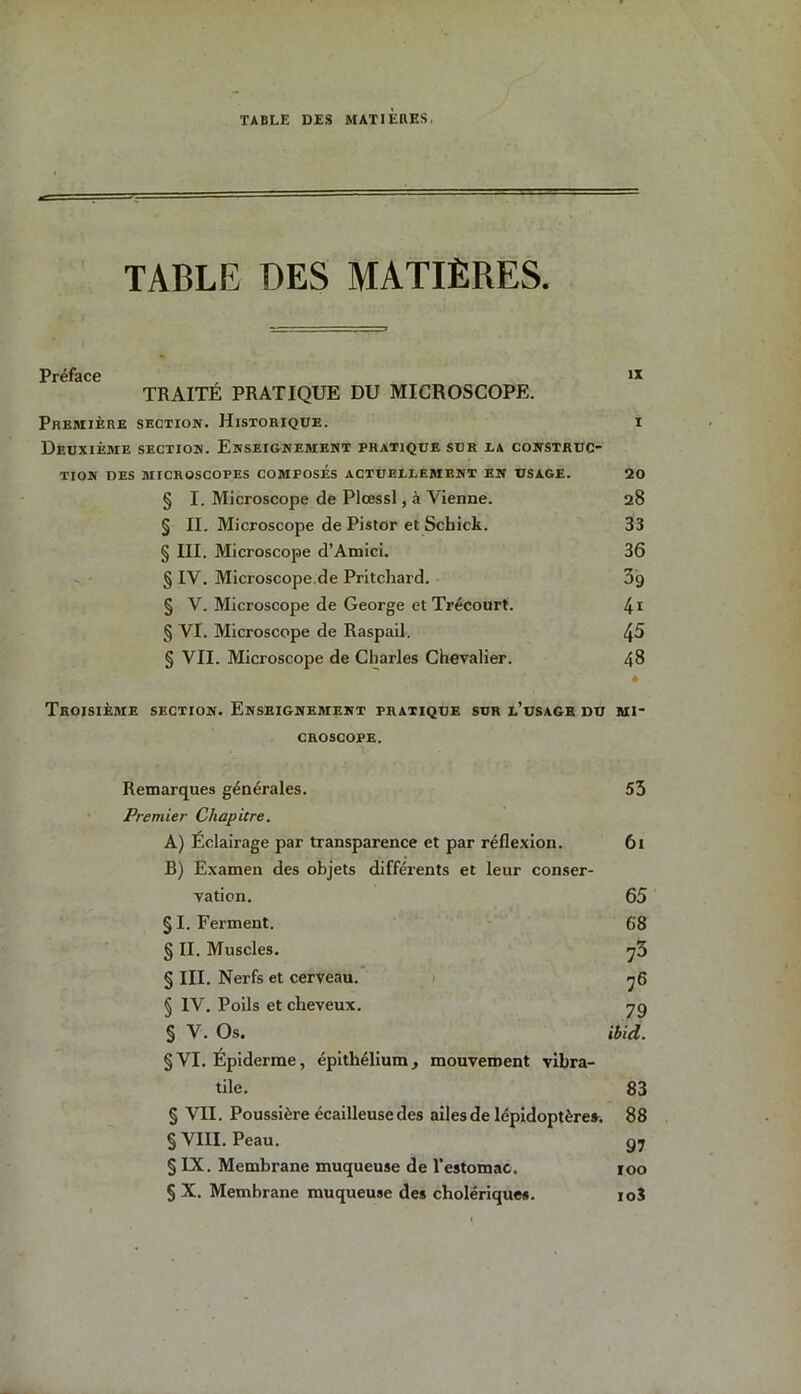 TABLE DES MATIÈRES.
TABLE DES MATIÈRES.
Préface IX
TRAITÉ PRATIQUE DU MICROSCOPE.
PREMIÈRE SECTION. HISTORIQUE. I
DEUXIÈME SECTION. ENSEIGNEMENT PRATIQUE SUR LA CONSTRUC-
TION DES MICROSCOPES COMPOSÉS ACTUELLEMENT EN USAGE. 20
§ I. Microscope de Plœssl, à Vienne. 28
§ II. Microscope de Pistor et Schick. 33
§ III. Microscope d'Amici. 36
§ IV. Microscope de Pritchard. 39
§ V. Microscope de George et Trécourt. 41
§ VI. Microscope de Raspail. 45
§ VII. Microscope de Charles Chevalier. 48
TROISIÈME SECTION. ENSEIGNEMENT PRATIQUE SUR L'USAGE DU MI-
CROSCOPE.
Remarques générales. 53
Premier Chapitre.
A) Éclairage par transparence et par réflexion. 61
B) Examen des objets différents et leur conser-
vation. 65
§ I. Ferment. 68
§ II. Muscles. 73
§ III. Nerfs et cerveau. 76
§ IV. Poils et cheveux. 79
§ V. Os. ibid.
§ VI. Épiderme, épithélium, mouvement vibra-
tile. 83
§ VII. Poussière écailleuse des ailes de lépidoptères. 88
§ VIII. Peau. 97
§ IX. Membrane muqueuse de l'estomac. 100
§ X. Membrane muqueuse des cholériques. 103